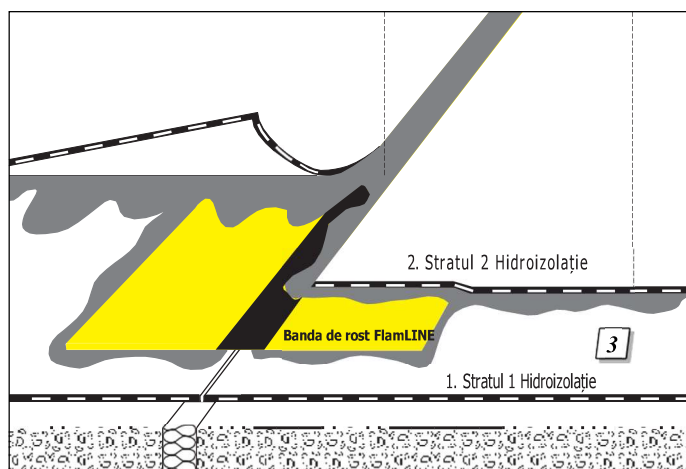 2. Stratul 2 Hidroizolație
Banda de rost FlamLINE
3
1. Stratul 1 Hidroizolație